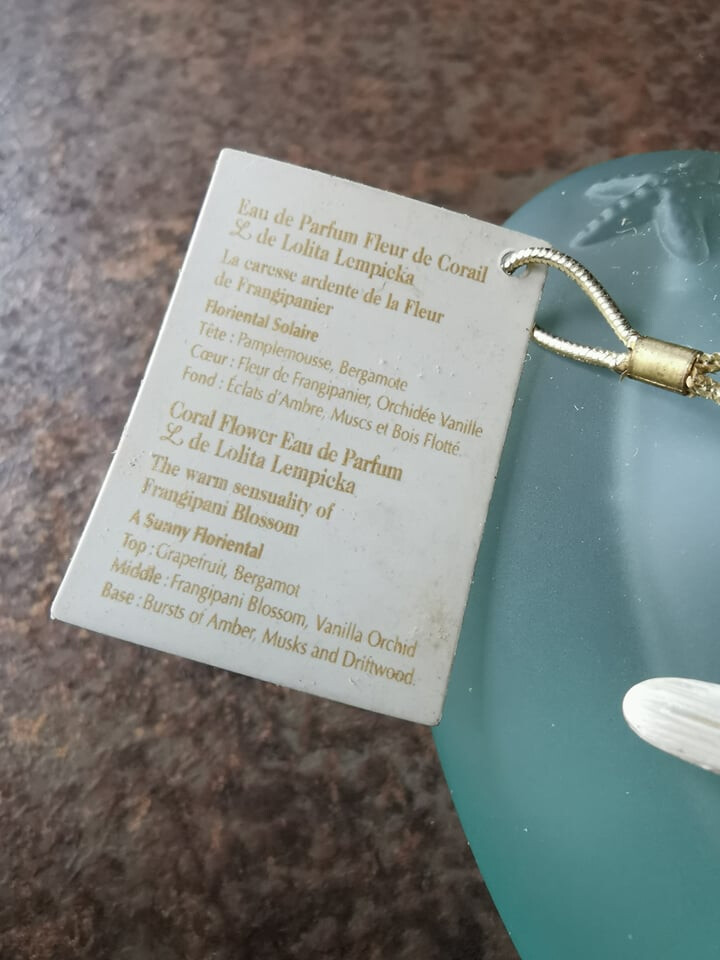 Eau de Parfum Fleur de Corail
L de Lolita Lempicka
La caresse ardente de la Fleur
de Frangipanier
Floriental Solaire
Tête : Pamplemousse, Bergamote
Cœur : Fleur de Frangipanier, Orchidée Vanille
Fond : Éclats d'Ambre, Muscs et Bois Flotté.
Coral Flower Eau de Parfum
L de Lolita Lempicka
The warm sensuality of
Frangipani Blossom
A Sunny Floriental
Top : Grapefruit, Bergamot
Middle : Frangipani Blossom, Vanilla Orchid
Base : Bursts of Amber, Musks and Driftwood.